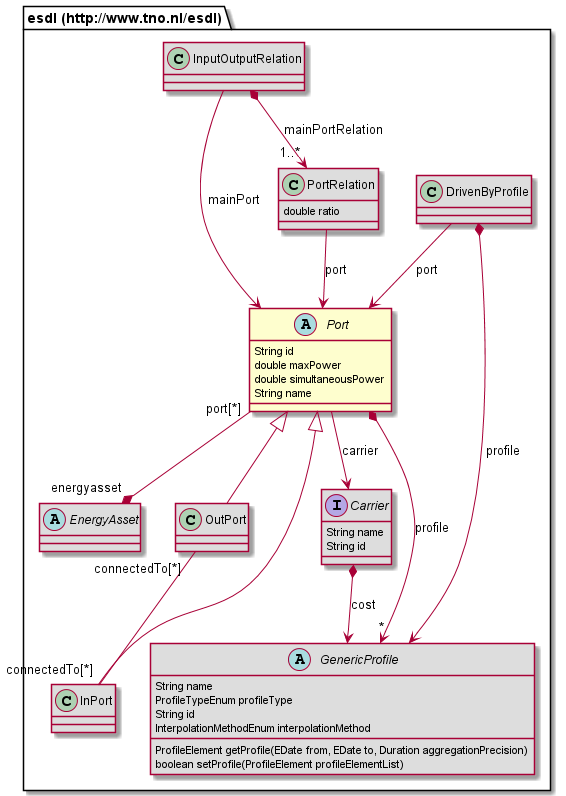 esdl (http://www.tno.nl/esdl)
C InputOutputRelation
mainPortRelation
1..*
C PortRelation
double ratio
C DrivenByProfile
mainPort
port
port
A Port
String id
double maxPower
double simultaneousPower
String name
port[*]
energyasset
carrier
profile
A EnergyAsset
C OutPort
I Carrier
String name
String id
profile
connectedTo[*]
cost
*
connectedTo[*]
C InPort
A GenericProfile
String name
ProfileTypeEnum profileType
String id
InterpolationMethodEnum interpolationMethod
ProfileElement getProfile(EDate from, EDate to, Duration aggregationPrecision)
boolean setProfile(ProfileElement profileElementList)